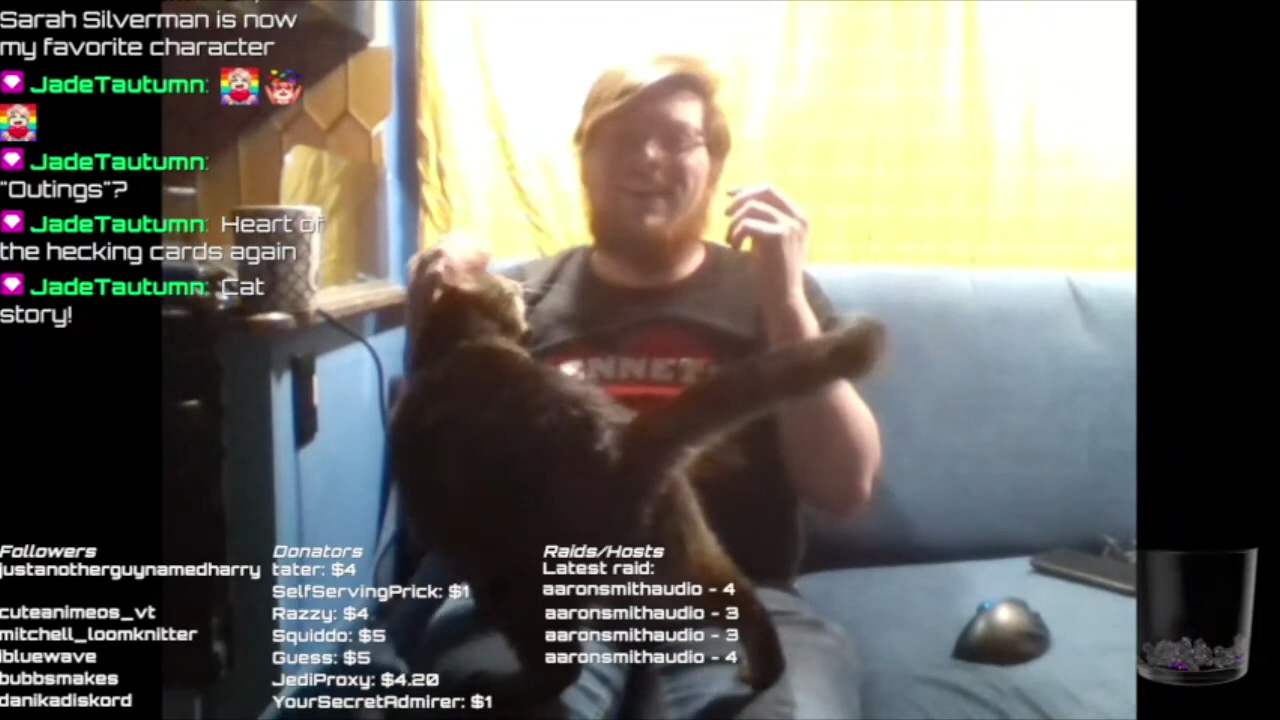 Sarah Silverman is now
my favorite character
JadeTautumn:
JadeTautumn:
"Outings"?
JadeTautumn: Heart of
the hecking cards again
JadeTautumn: Cat
story!
ENNET
Followers
justanotherguynamedharry
cuteanimeos_vt
mitchell_loomknitter
ibluewave
bubbsmakes
danikadiskord
Donators
tater: $4
SelfServingPrick: $1
Razzy: $4
Squiddo: $5
Guess: $5
JediProxy: $4.20
YourSecretAdmirer: $1
Raids/Hosts
Latest raid:
aaronsmithaudio - 4
aaronsmithaudio - 3
aaronsmithaudio - 3
aaronsmithaudio - 4